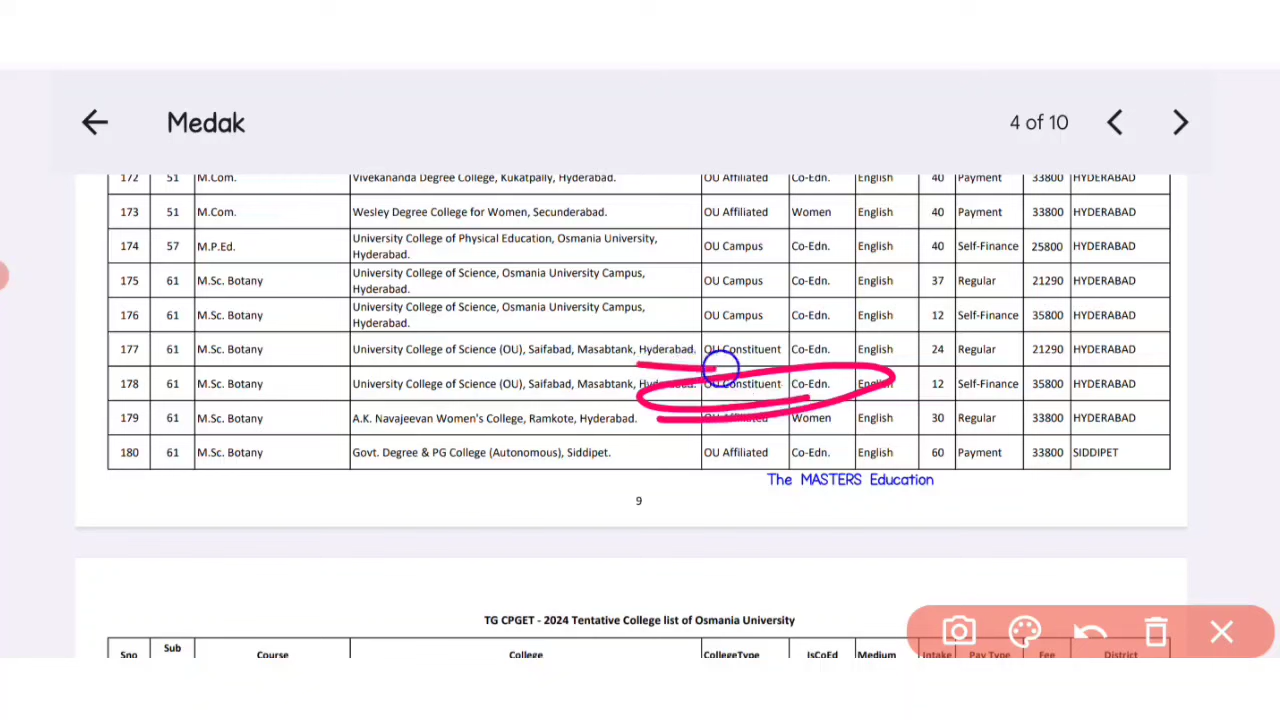 Medak
4 of 10
172 51 M.Com. Vivekananda Degree College, Kukatpally, Hyderabad. OU Affiliated Co-Edn. English 40 Payment 33800 HYDERABAD
173 51 M.Com. Wesley Degree College for Women, Secunderabad. OU Affiliated Women English 40 Payment 33800 HYDERABAD
174 57 M.P.Ed. University College of Physical Education, Osmania University, Hyderabad. OU Campus Co-Edn. English 40 Self-Finance 25800 HYDERABAD
175 61 M.Sc. Botany University College of Science, Osmania University Campus, Hyderabad. OU Campus Co-Edn. English 37 Regular 21290 HYDERABAD
176 61 M.Sc. Botany University College of Science, Osmania University Campus, Hyderabad. OU Campus Co-Edn. English 12 Self-Finance 35800 HYDERABAD
177 61 M.Sc. Botany University College of Science (OU), Saifabad, Masabtank, Hyderabad. OU Constituent Co-Edn. English 24 Regular 21290 HYDERABAD
178 61 M.Sc. Botany University College of Science (OU), Saifabad, Masabtank, Hyderabad. OU Constituent Co-Edn. English 12 Self-Finance 35800 HYDERABAD
179 61 M.Sc. Botany A.K. Navajeevan Women's College, Ramkote, Hyderabad. OU Affiliated Women English 30 Regular 33800 HYDERABAD
180 61 M.Sc. Botany Govt. Degree & PG College (Autonomous), Siddipet. OU Affiliated Co-Edn. English 60 Payment 33800 SIDDIPET
The MASTERS Education
9
TG CPGET - 2024 Tentative College list of Osmania University
Sno Sub Course College CollegeType IsCoEd Medium Intake Pay Type Fee District